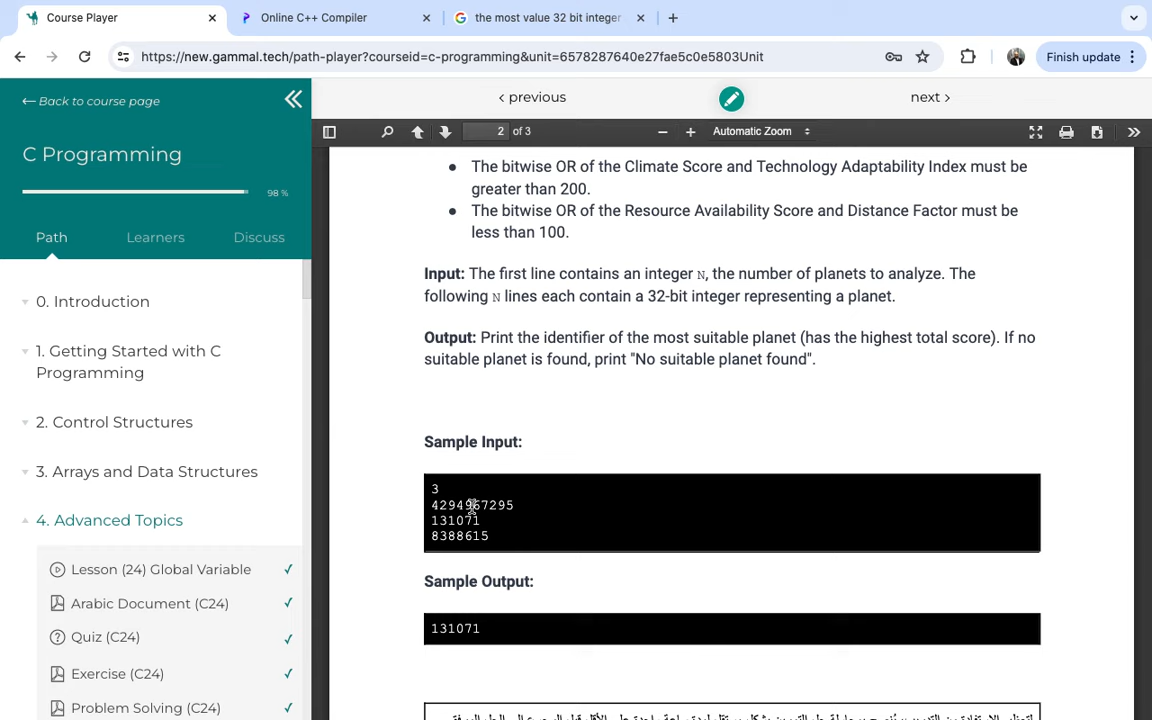 Course Player
Online C++ Compiler
the most value 32 bit integer
https://new.gammal.tech/path-player?courseid=c-programming&unit=6578287640e27fae5c0e5803Unit
Finish update
Back to course page
C Programming
98 %
Path Learners Discuss
0. Introduction
1. Getting Started with C
Programming
2. Control Structures
3. Arrays and Data Structures
4. Advanced Topics
Lesson (24) Global Variable
Arabic Document (C24)
Quiz (C24)
Exercise (C24)
Problem Solving (C24)
< previous
next >
2 of 3
Automatic Zoom
● The bitwise OR of the Climate Score and Technology Adaptability Index must be
greater than 200.
● The bitwise OR of the Resource Availability Score and Distance Factor must be
less than 100.
Input: The first line contains an integer N, the number of planets to analyze. The
following N lines each contain a 32-bit integer representing a planet.
Output: Print the identifier of the most suitable planet (has the highest total score). If no
suitable planet is found, print "No suitable planet found".
Sample Input:
3
4294967295
131071
8388615
Sample Output:
131071